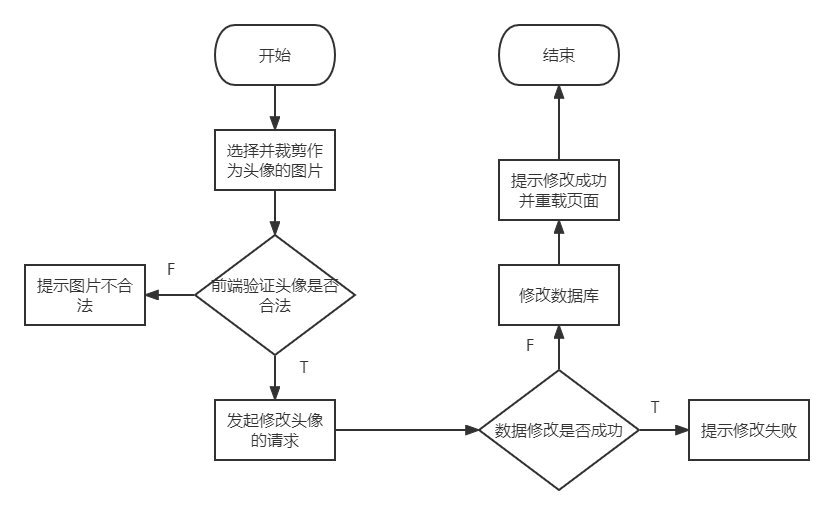 开始
选择并裁剪作
为头像的图片
前端验证头像是否
合法
F
提示图片不合
法
T
发起修改头像
的请求
数据修改是否成功
T
提示修改失败
F
修改数据库
提示修改成功
并重载页面
结束